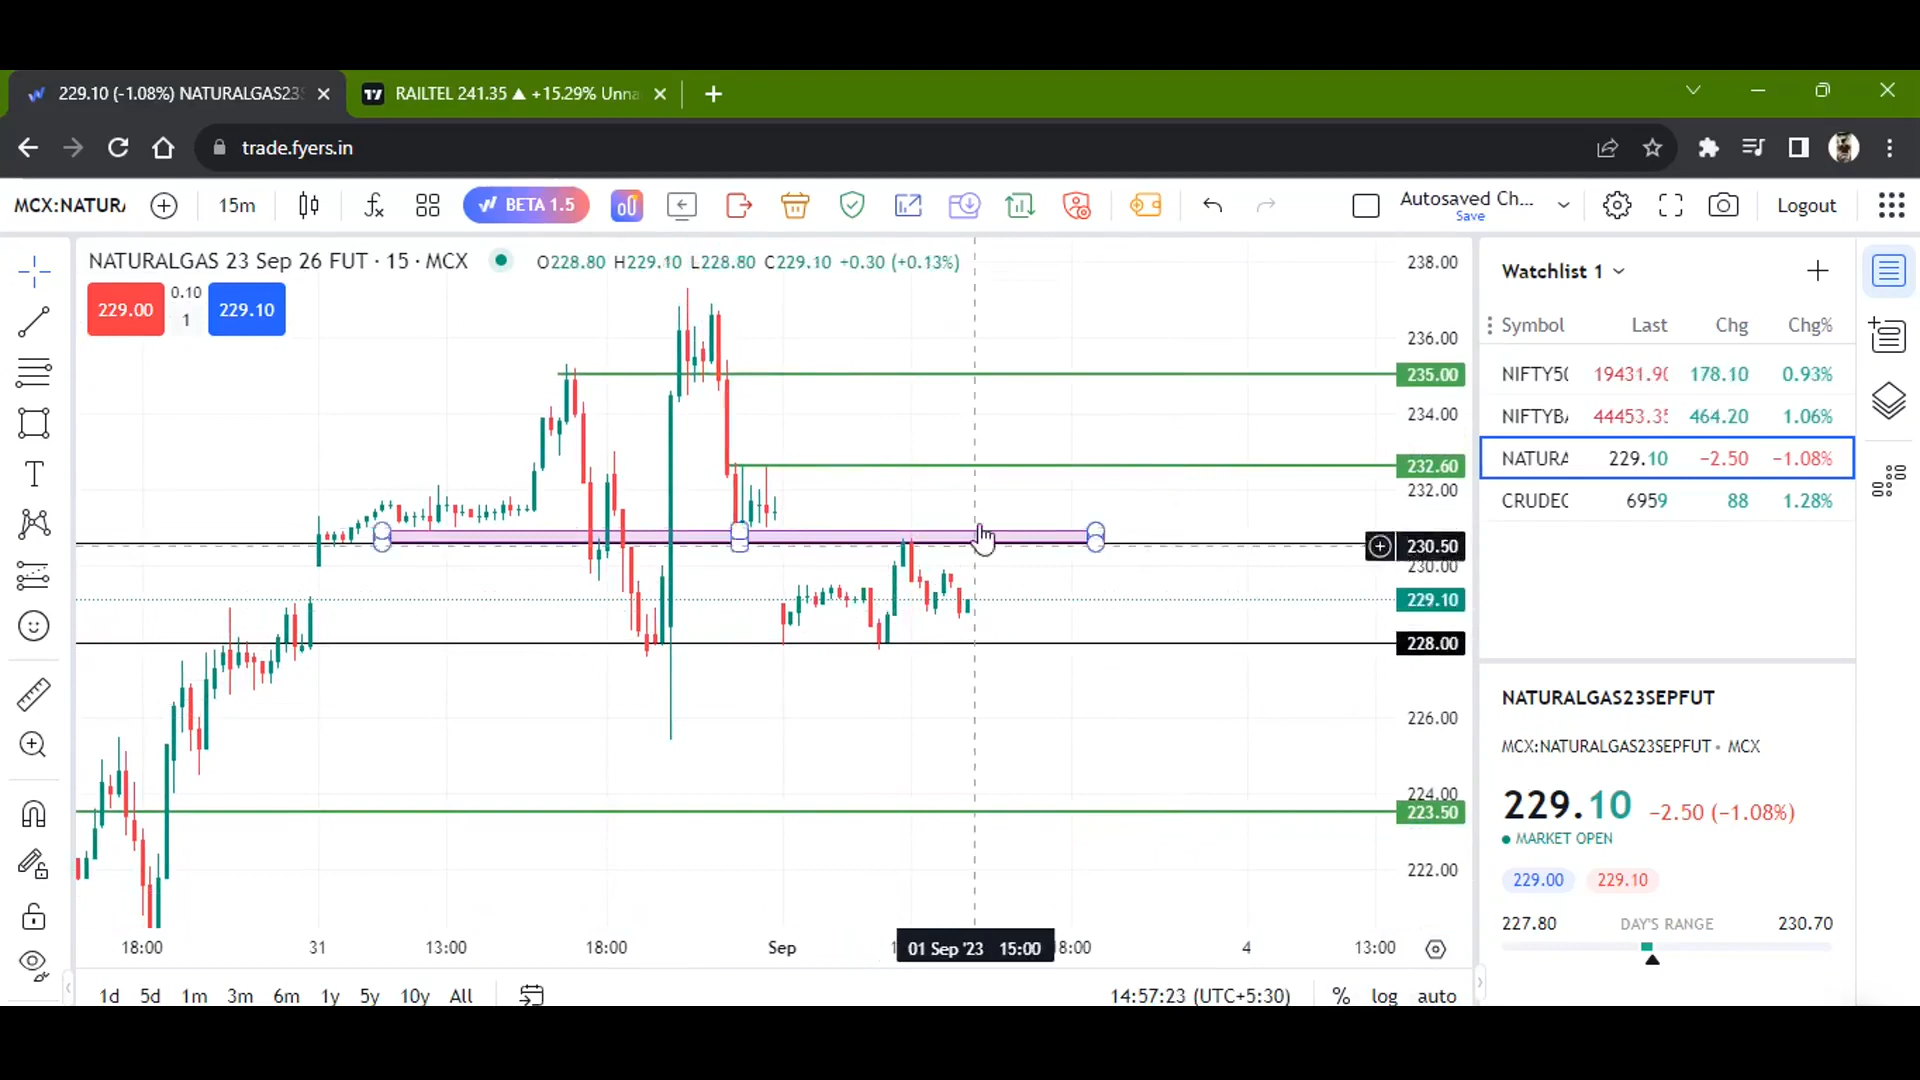 229.10 (-1.08%) NATURALGAS23S
RAILTEL 241.35 ▲ +15.29% Unna
trade.fyers.in
MCX:NATURA
15m
BETA 1.5
Autosaved Ch...
Save
Logout
NATURALGAS 23 Sep 26 FUT · 15 · MCX
O228.80 H229.10 L228.80 C229.10 +0.30 (+0.13%)
229.00
0.10
1
229.10
238.00
236.00
235.00
234.00
232.60
232.00
230.50
230.00
229.10
228.00
226.00
224.00
223.50
222.00
18:00
31
13:00
18:00
Sep
01 Sep '23 15:00
8:00
4
13:00
1d 5d 1m 3m 6m 1y 5y 10y All
14:57:23 (UTC+5:30)
% log auto
Watchlist 1
Symbol Last Chg Chg%
NIFTY50 19431.90 178.10 0.93%
NIFTYBA 44453.35 464.20 1.06%
NATURA 229.10 −2.50 −1.08%
CRUDEO 6959 88 1.28%
NATURALGAS23SEPFUT
MCX:NATURALGAS23SEPFUT • MCX
229.10 −2.50 (−1.08%)
MARKET OPEN
229.00 229.10
227.80 DAY'S RANGE 230.70